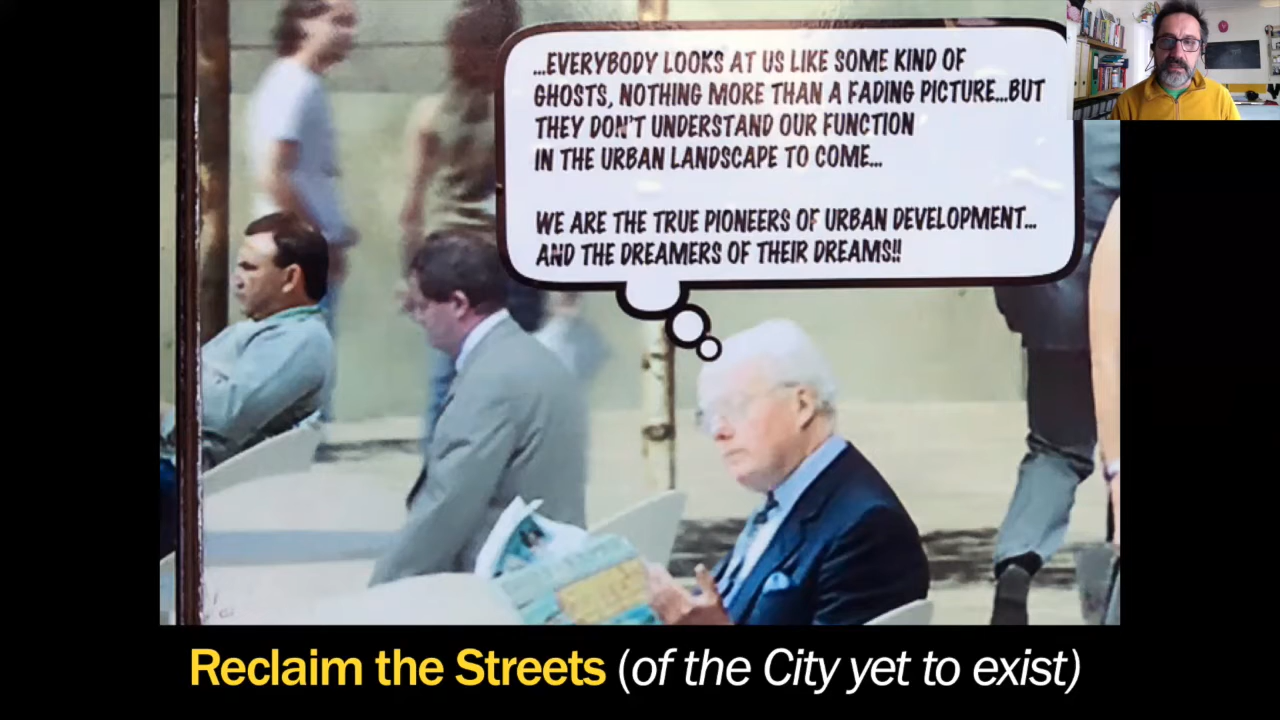 ...EVERYBODY LOOKS AT US LIKE SOME KIND OF
GHOSTS, NOTHING MORE THAN A FADING PICTURE...BUT
THEY DON'T UNDERSTAND OUR FUNCTION
IN THE URBAN LANDSCAPE TO COME...
WE ARE THE TRUE PIONEERS OF URBAN DEVELOPMENT...
AND THE DREAMERS OF THEIR DREAMS!!
Reclaim the Streets (of the City yet to exist)